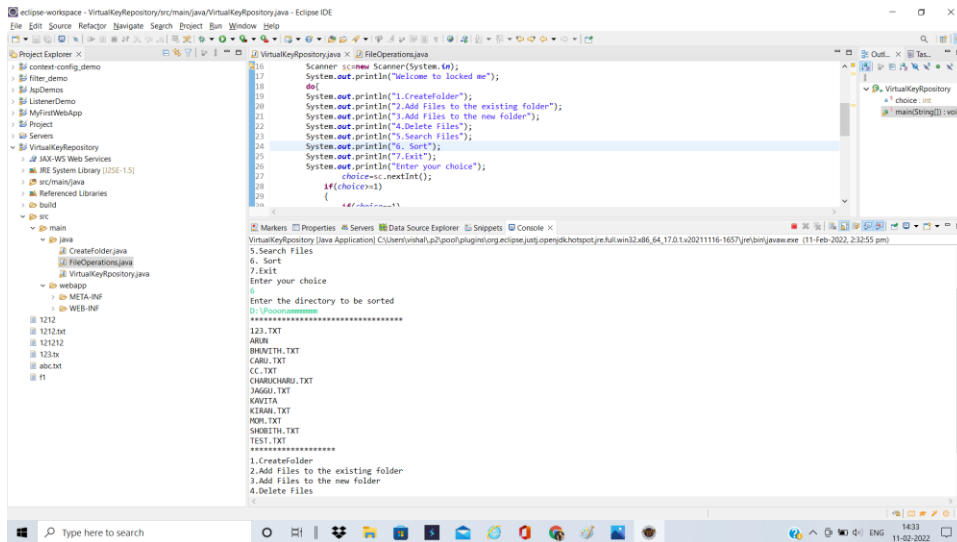 eclipse-workspace - VirtualKeyRepository/src/main/java/VirtualKeyRpository.java - Eclipse IDE
File Edit Source Refactor Navigate Search Project Run Window Help
Project Explorer
context-config_demo
filter_demo
JspDemos
ListenerDemo
MyFirstWebApp
Project
Servers
VirtualKeyRepository
JAX-WS Web Services
JRE System Library [J2SE-1.5]
src/main/java
Referenced Libraries
build
src
main
java
CreateFolder.java
FileOperations.java
VirtualKeyRpository.java
webapp
META-INF
WEB-INF
1212
1212.txt
121212
123.tx
abc.txt
f1
VirtualKeyRpository.java FileOperations.java
16 Scanner sc=new Scanner(System.in);
17 System.out.println("Welcome to locked me");
18 do{
19 System.out.println("1.CreateFolder");
20 System.out.println("2.Add Files to the existing folder");
21 System.out.println("3.Add Files to the new folder");
22 System.out.println("4.Delete Files");
23 System.out.println("5.Search Files");
24 System.out.println("6. Sort");
25 System.out.println("7.Exit");
26 System.out.println("Enter your choice");
27 choice=sc.nextInt();
28 if(choice>=1)
29 {
Outl... Tas...
VirtualKeyRpository
choice : int
main(String[]) : voi
Markers Properties Servers Data Source Explorer Snippets Console
VirtualKeyRpository [Java Application] C:\Users\vishal\.p2\pool\plugins\org.eclipse.justj.openjdk.hotspot.jre.full.win32.x86_64_17.0.1.v20211116-1657\jre\bin\javaw.exe (11-Feb-2022, 2:32:55 pm)
5.Search Files
6. Sort
7.Exit
Enter your choice
6
Enter the directory to be sorted
**********************************
123.TXT
ARUN
BHUVITH.TXT
CARU.TXT
CC.TXT
CHARUCHARU.TXT
JAGGU.TXT
KAVITA
KIRAN.TXT
MOM.TXT
SHOBITH.TXT
TEST.TXT
*******************
1.CreateFolder
2.Add Files to the existing folder
3.Add Files to the new folder
4.Delete Files
Type here to search
ENG
14:33
11-02-2022